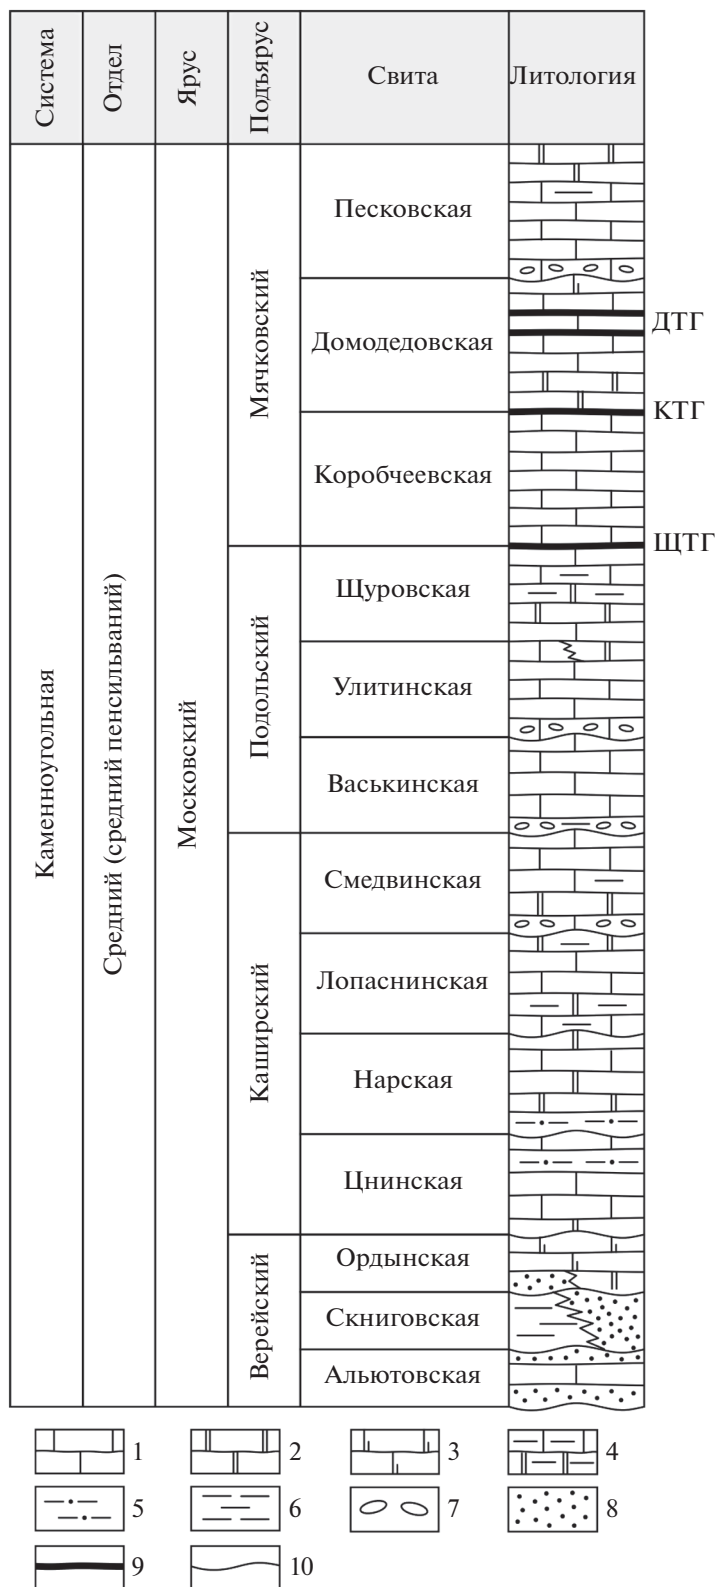 Система
Отдел
Ярус
Подъярус
Свита
Литология
Каменноугольная
Средний (средний пенсильваний)
Московский
Мячковский
Песковская
Домодедовская
ДТГ
КТГ
Коробчеевская
ЩТГ
Подольский
Щуровская
Улитинская
Васькинская
Каширский
Смедвинская
Лопаснинская
Нарская
Цнинская
Верейский
Ордынская
Скниговская
Альютовская
1
2
3
4
5
6
7
8
9
10